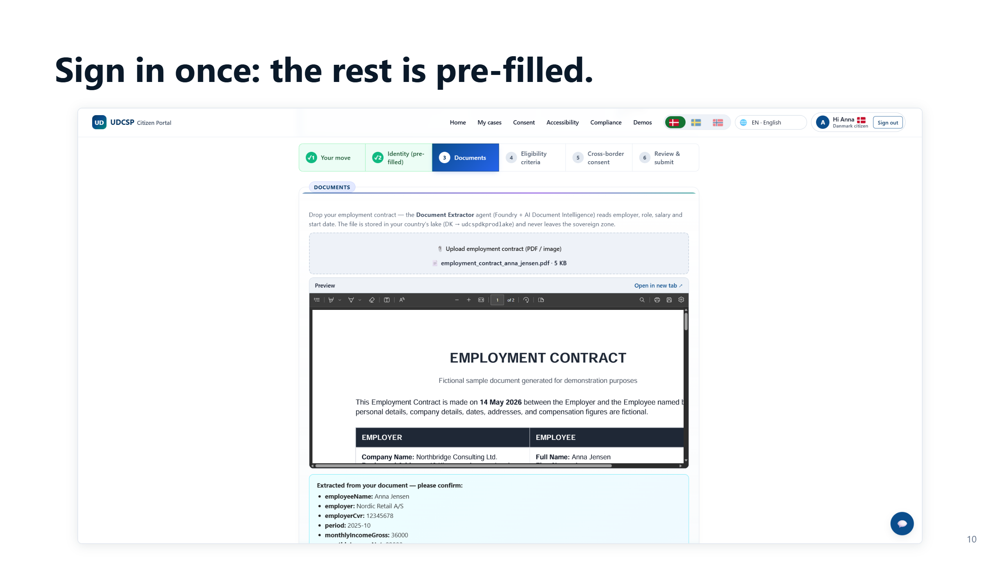 Sign in once: the rest is pre-filled.
UD UDCSP Citizen Portal
Home My cases Consent Accessibility Compliance Demos
EN · English
A Hi Anna
Danmark citizen
Sign out
✓1 Your move
✓2 Identity (pre-
filled)
3 Documents
4 Eligibility
criteria
5 Cross-border
consent
6 Review &
submit
DOCUMENTS
Drop your employment contract — the Document Extractor agent (Foundry + AI Document Intelligence) reads employer, role, salary and
start date. The file is stored in your country's lake (DK → udcspdkprodlake) and never leaves the sovereign zone.
Upload employment contract (PDF / image)
employment_contract_anna_jensen.pdf · 5 KB
Preview
Open in new tab ↗
1 of 2
EMPLOYMENT CONTRACT
Fictional sample document generated for demonstration purposes
This Employment Contract is made on 14 May 2026 between the Employer and the Employee named
personal details, company details, dates, addresses, and compensation figures are fictional.
EMPLOYER EMPLOYEE
Company Name: Northbridge Consulting Ltd. Full Name: Anna Jensen
Extracted from your document — please confirm:
• employeeName: Anna Jensen
• employer: Nordic Retail A/S
• employerCvr: 12345678
• period: 2025-10
• monthlyIncomeGross: 36000
10